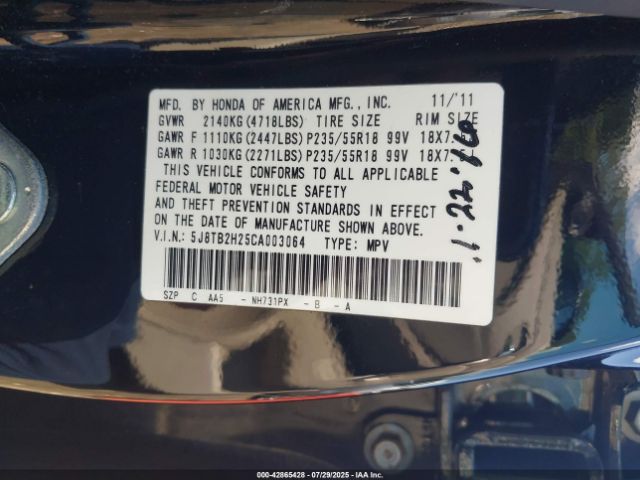 MFD. BY HONDA OF AMERICA MFG., INC. 11/'11
GVWR 2140KG(4718LBS) TIRE SIZE RIM SIZE
GAWR F 1110KG(2447LBS) P235/55R18 99V 18X7.
GAWR R 1030KG(2271LBS) P235/55R18 99V 18X7.
THIS VEHICLE CONFORMS TO ALL APPLICABLE
FEDERAL MOTOR VEHICLE SAFETY
AND THEFT PREVENTION STANDARDS IN EFFECT
ON THE DATE OF MANUFACTURE SHOWN ABOVE.
V.I.N.: 5J8TB2H25CA003064 TYPE: MPV
SZP C AA5 - NH731PX - B - A
000-42865428 | 07/29/2025 | IAA, Inc.